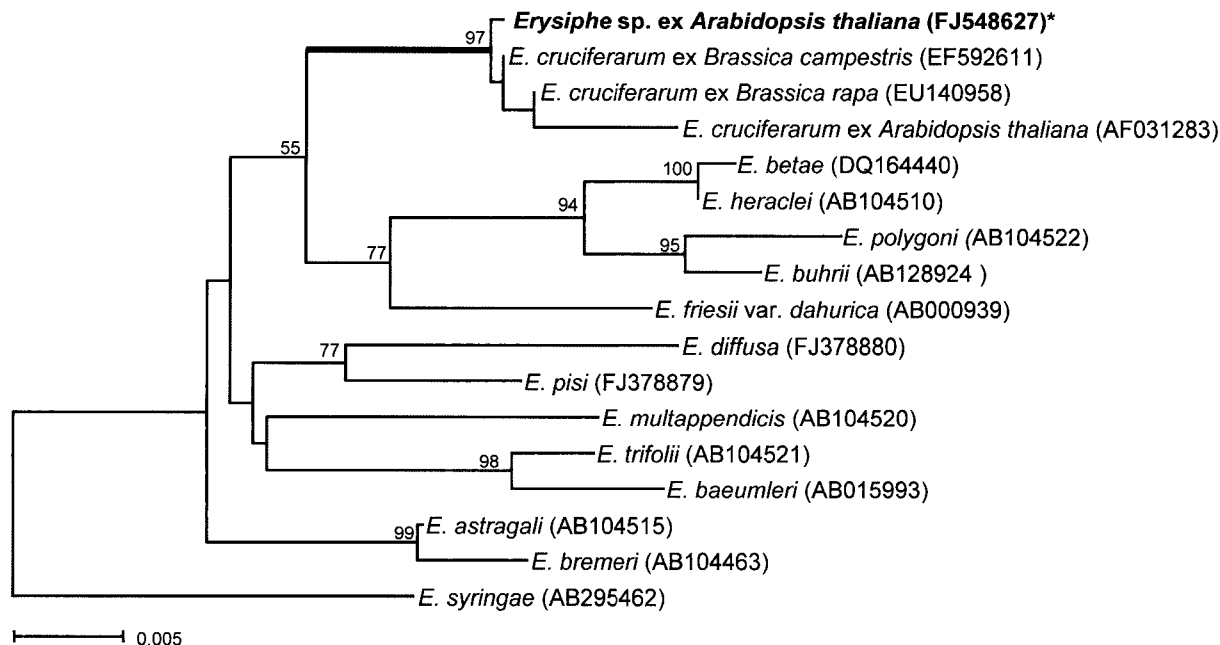 Erysiphe sp. ex Arabidopsis thaliana (FJ548627)*
97
E. cruciferarum ex Brassica campestris (EF592611)
E. cruciferarum ex Brassica rapa (EU140958)
E. cruciferarum ex Arabidopsis thaliana (AF031283)
55
100
E. betae (DQ164440)
E. heraclei (AB104510)
94
E. polygoni (AB104522)
95
77
E. buhrii (AB128924 )
E. friesii var. dahurica (AB000939)
77
E. diffusa (FJ378880)
E. pisi (FJ378879)
E. multappendicis (AB104520)
E. trifolii (AB104521)
98
E. baeumleri (AB015993)
E. astragali (AB104515)
99
E. bremeri (AB104463)
E. syringae (AB295462)
0.005